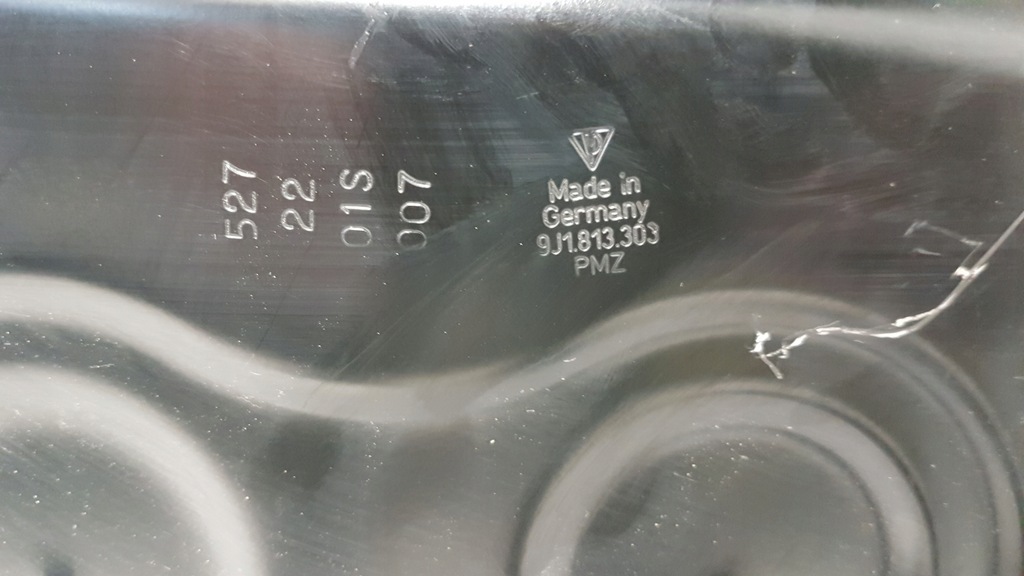 527
22
01S
007
Made in
Germany
9J1.813.303
PMZ